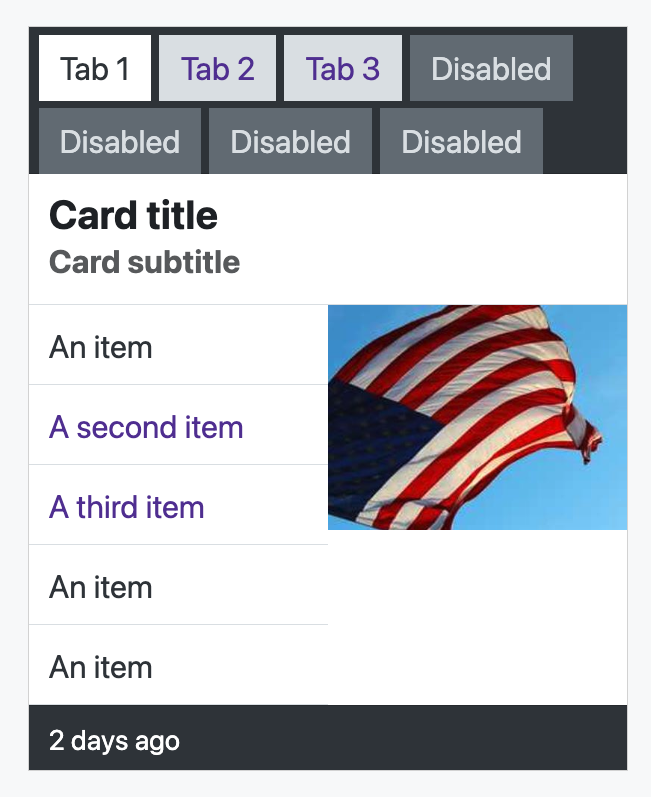 Tab 1 Tab 2 Tab 3 Disabled
Disabled Disabled Disabled
Card title
Card subtitle
An item
A second item
A third item
An item
An item
2 days ago